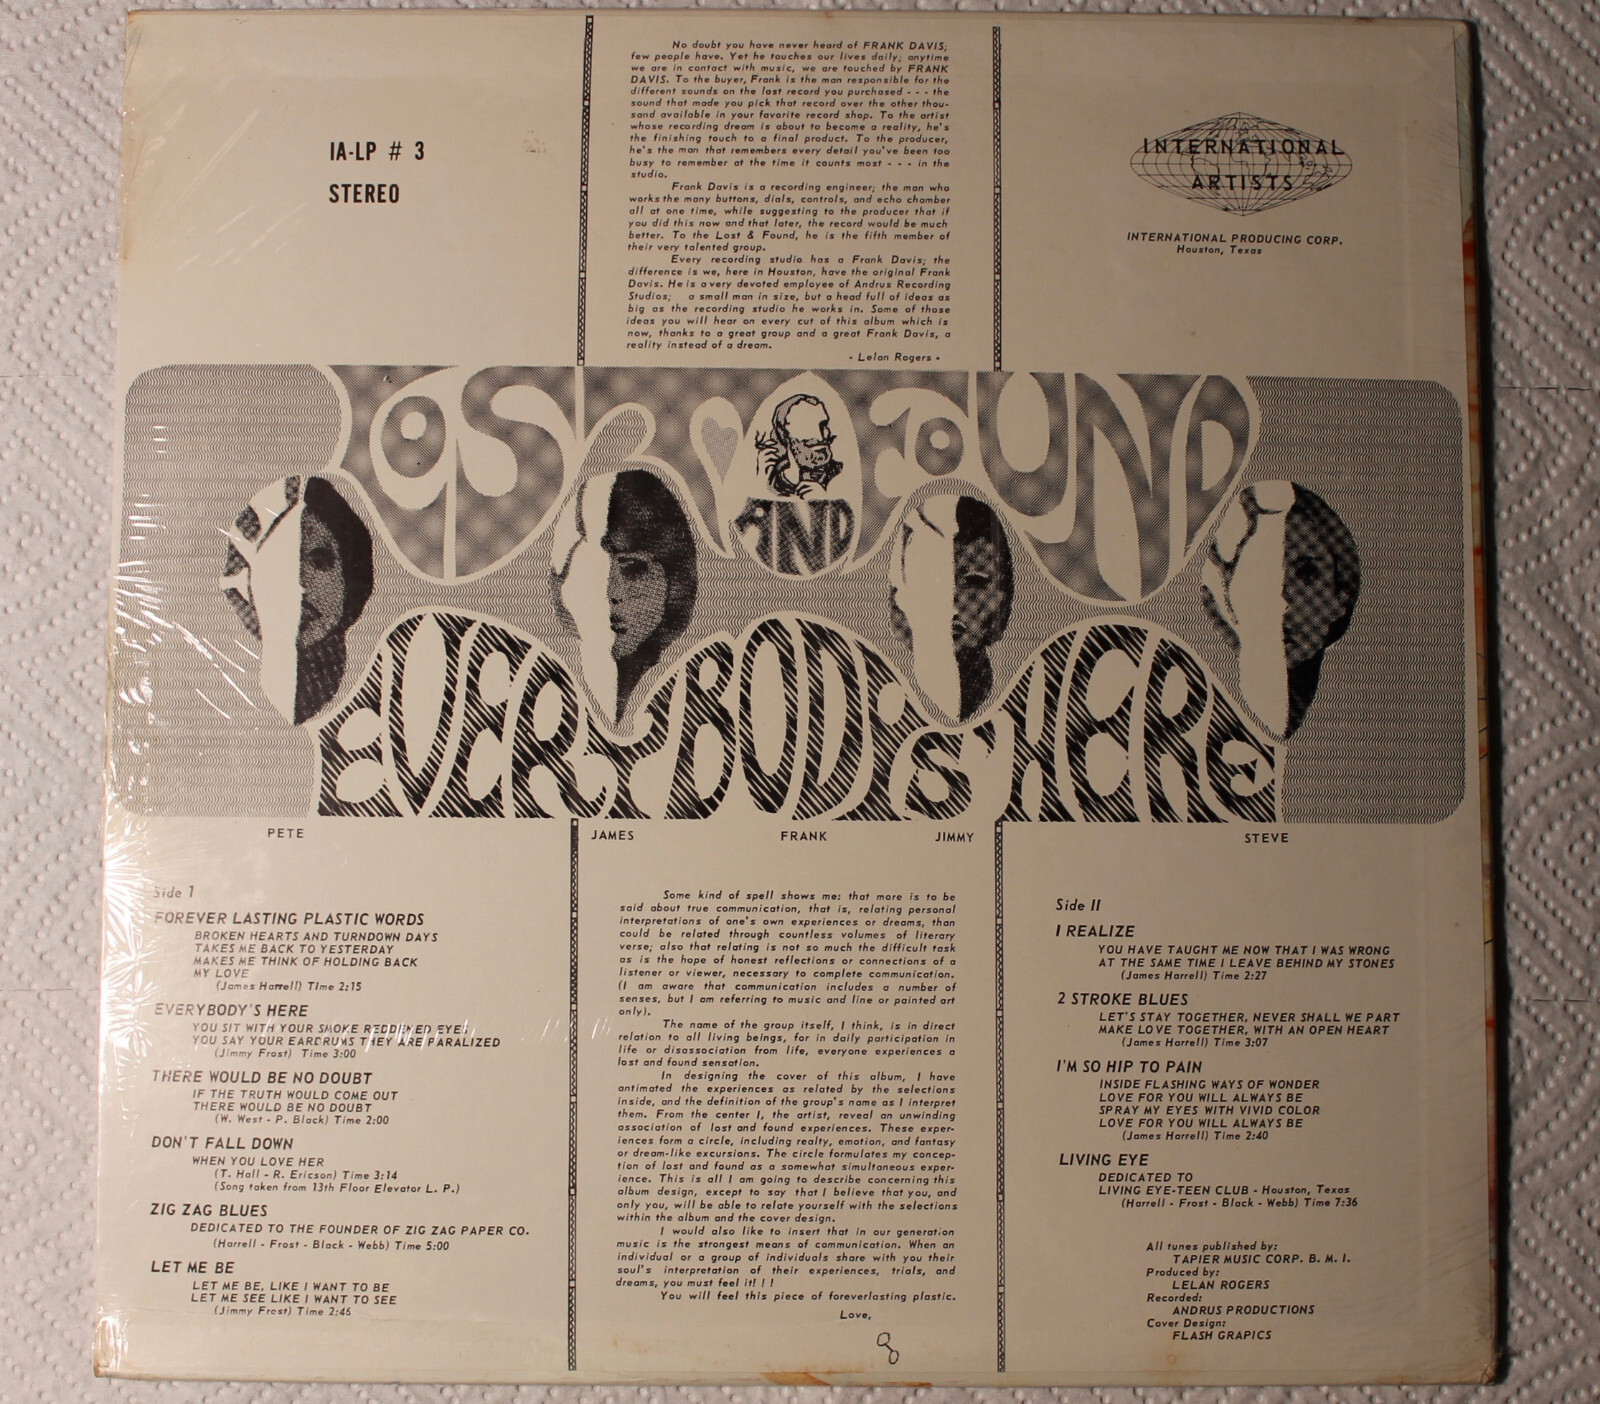 IA-LP # 3
STEREO
No doubt you have never heard of FRANK DAVIS;
few people have. Yet he touches our lives daily; anytime
we are in contact with music, we are touched by FRANK
DAVIS. To the buyer, Frank is the man responsible for the
different sounds on the last record you purchased - - - the
sound that made you pick that record over the other thou-
sand available in your favorite record shop. To the artist
whose recording dream is about to become a reality, he's
the finishing touch to a final product. To the producer,
he's the man that remembers every detail you've been too
busy to remember at the time it counts most - - - in the
studio.
Frank Davis is a recording engineer; the man who
works the many buttons, dials, controls, and echo chamber
all at one time, while suggesting to the producer that if
you did this now and that later, the record would be much
better. To the Lost & Found, he is the fifth member of
their very talented group.
Every recording studio has a Frank Davis; the
difference is we, here in Houston, have the original Frank
Davis. He is a very devoted employee of Andrus Recording
Studios; a small man in size, but a head full of ideas as
big as the recording studio he works in. Some of those
ideas you will hear on every cut of this album which is
now, thanks to a great group and a great Frank Davis, a
reality instead of a dream.
- Lelan Rogers -
INTERNATIONAL
ARTISTS
INTERNATIONAL PRODUCING CORP.
Houston, Texas
LOST AND FOUND
EVERYBODY'S HERE
PETE
JAMES
FRANK
JIMMY
STEVE
Side 1
FOREVER LASTING PLASTIC WORDS
BROKEN HEARTS AND TURNDOWN DAYS
TAKES ME BACK TO YESTERDAY
MAKES ME THINK OF HOLDING BACK
MY LOVE
(James Harrell) Time 2:15
EVERYBODY'S HERE
YOU SIT WITH YOUR SMOKE REDDENED EYES
YOU SAY YOUR EARDRUMS THEY ARE PARALIZED
(Jimmy Frost) Time 3:00
THERE WOULD BE NO DOUBT
IF THE TRUTH WOULD COME OUT
THERE WOULD BE NO DOUBT
(W. West - P. Black) Time 2:00
DON'T FALL DOWN
WHEN YOU LOVE HER
(T. Hall - R. Ericson) Time 3:14
(Song taken from 13th Floor Elevator L. P.)
ZIG ZAG BLUES
DEDICATED TO THE FOUNDER OF ZIG ZAG PAPER CO.
(Harrell - Frost - Black - Webb) Time 5:00
LET ME BE
LET ME BE, LIKE I WANT TO BE
LET ME SEE LIKE I WANT TO SEE
(Jimmy Frost) Time 2:46
Some kind of spell shows me: that more is to be
said about true communication, that is, relating personal
interpretations of one's own experiences or dreams, than
could be related through countless volumes of literary
verse; also that relating is not so much the difficult task
as is the hope of honest reflections or connections of a
listener or viewer, necessary to complete communication.
(I am aware that communication includes a number of
senses, but I am referring to music and line or painted art
only).
The name of the group itself, I think, is in direct
relation to all living beings, for in daily participation in
life or disassociation from life, everyone experiences a
lost and found sensation.
In designing the cover of this album, I have
antimated the experiences as related by the selections
inside, and the definition of the group's name as I interpret
them. From the center I, the artist, reveal an unwinding
association of lost and found experiences. These exper-
iences form a circle, including realty, emotion, and fantasy
or dream-like excursions. The circle formulates my concep-
tion of lost and found as a somewhat simultaneous exper-
ience. This is all I am going to describe concerning this
album design, except to say that I believe that you, and
only you, will be able to relate yourself with the selections
within the album and the cover design.
I would also like to insert that in our generation
music is the strongest means of communication. When an
individual or a group of individuals share with you their
soul's interpretation of their experiences, trials, and
dreams, you must feel it! ! !
You will feel this piece of foreverlasting plastic.
Love,
Side II
I REALIZE
YOU HAVE TAUGHT ME NOW THAT I WAS WRONG
AT THE SAME TIME I LEAVE BEHIND MY STONES
(James Harrell) Time 2:27
2 STROKE BLUES
LET'S STAY TOGETHER, NEVER SHALL WE PART
MAKE LOVE TOGETHER, WITH AN OPEN HEART
(James Harrell) Time 3:07
I'M SO HIP TO PAIN
INSIDE FLASHING WAYS OF WONDER
LOVE FOR YOU WILL ALWAYS BE
SPRAY MY EYES WITH VIVID COLOR
LOVE FOR YOU WILL ALWAYS BE
(James Harrell) Time 2:40
LIVING EYE
DEDICATED TO
LIVING EYE-TEEN CLUB - Houston, Texas
(Harrell - Frost - Black - Webb) Time 7:36
All tunes published by:
TAPIER MUSIC CORP. B. M. I.
Produced by:
LELAN ROGERS
Recorded:
ANDRUS PRODUCTIONS
Cover Design:
FLASH GRAPICS